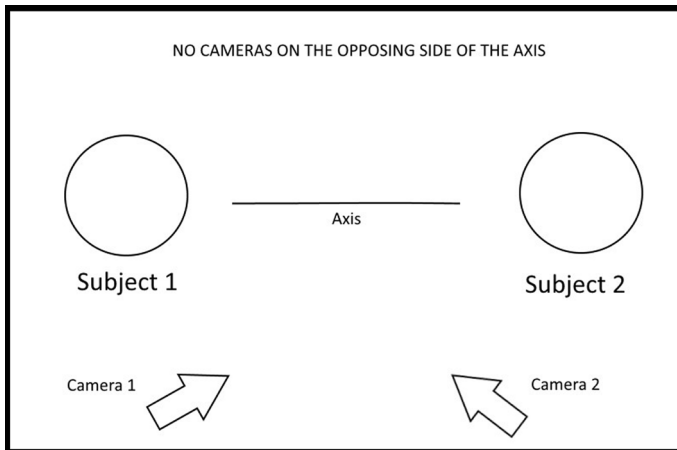 NO CAMERAS ON THE OPPOSING SIDE OF THE AXIS
Axis
Subject 1
Subject 2
Camera 1
Camera 2